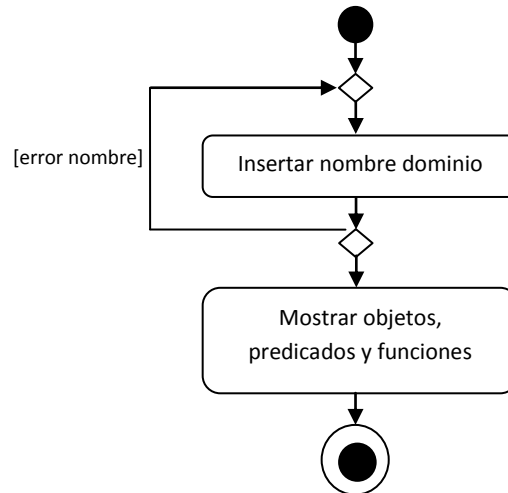 [error nombre]
Insertar nombre dominio
Mostrar objetos,
predicados y funciones